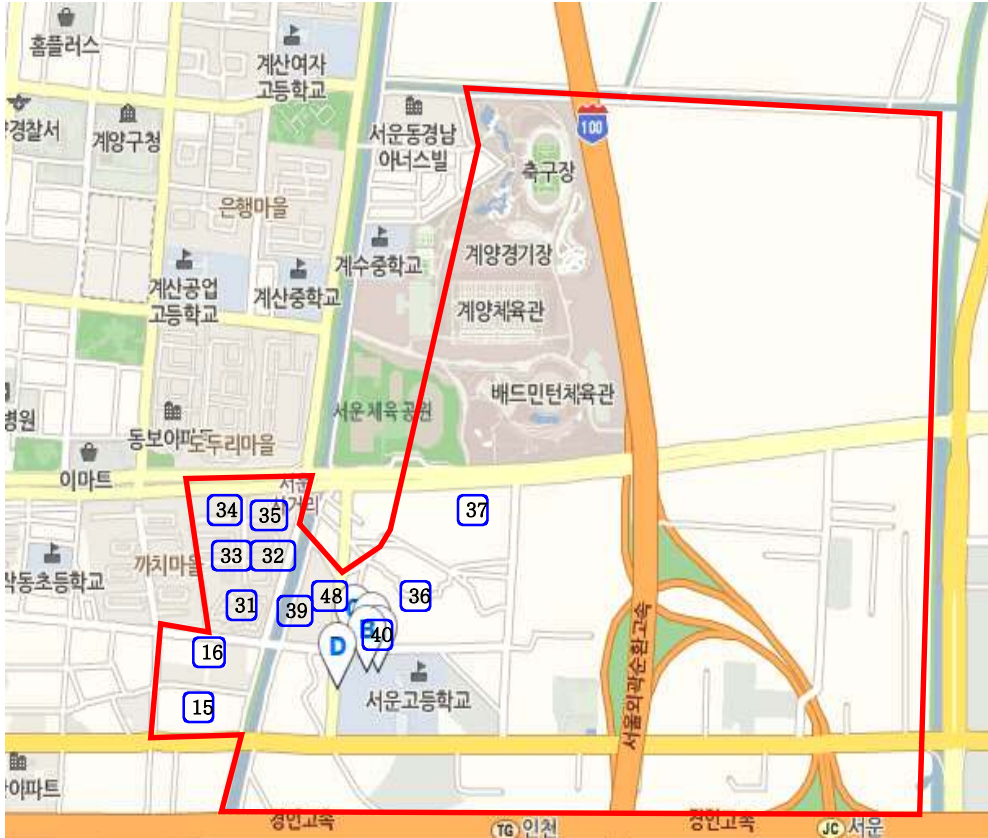 홈플러스
계산여자
고등학교
경찰서
계양구청
서운동경남
아너스빌
100
축구장
은행마을
계수중학교
계양경기장
계산공업
고등학교
계산중학교
계양체육관
배드민턴체육관
서운체육공원
병원
동보아파트
도두리마을
이마트
서운
사거리
34
35
37
까치마을
33
32
작동초등학교
31
39
48
36
서울외곽순환고속
16
B
40
D
서운고등학교
15
아파트
경인고속
경인고속
TG 인천
JC 서운